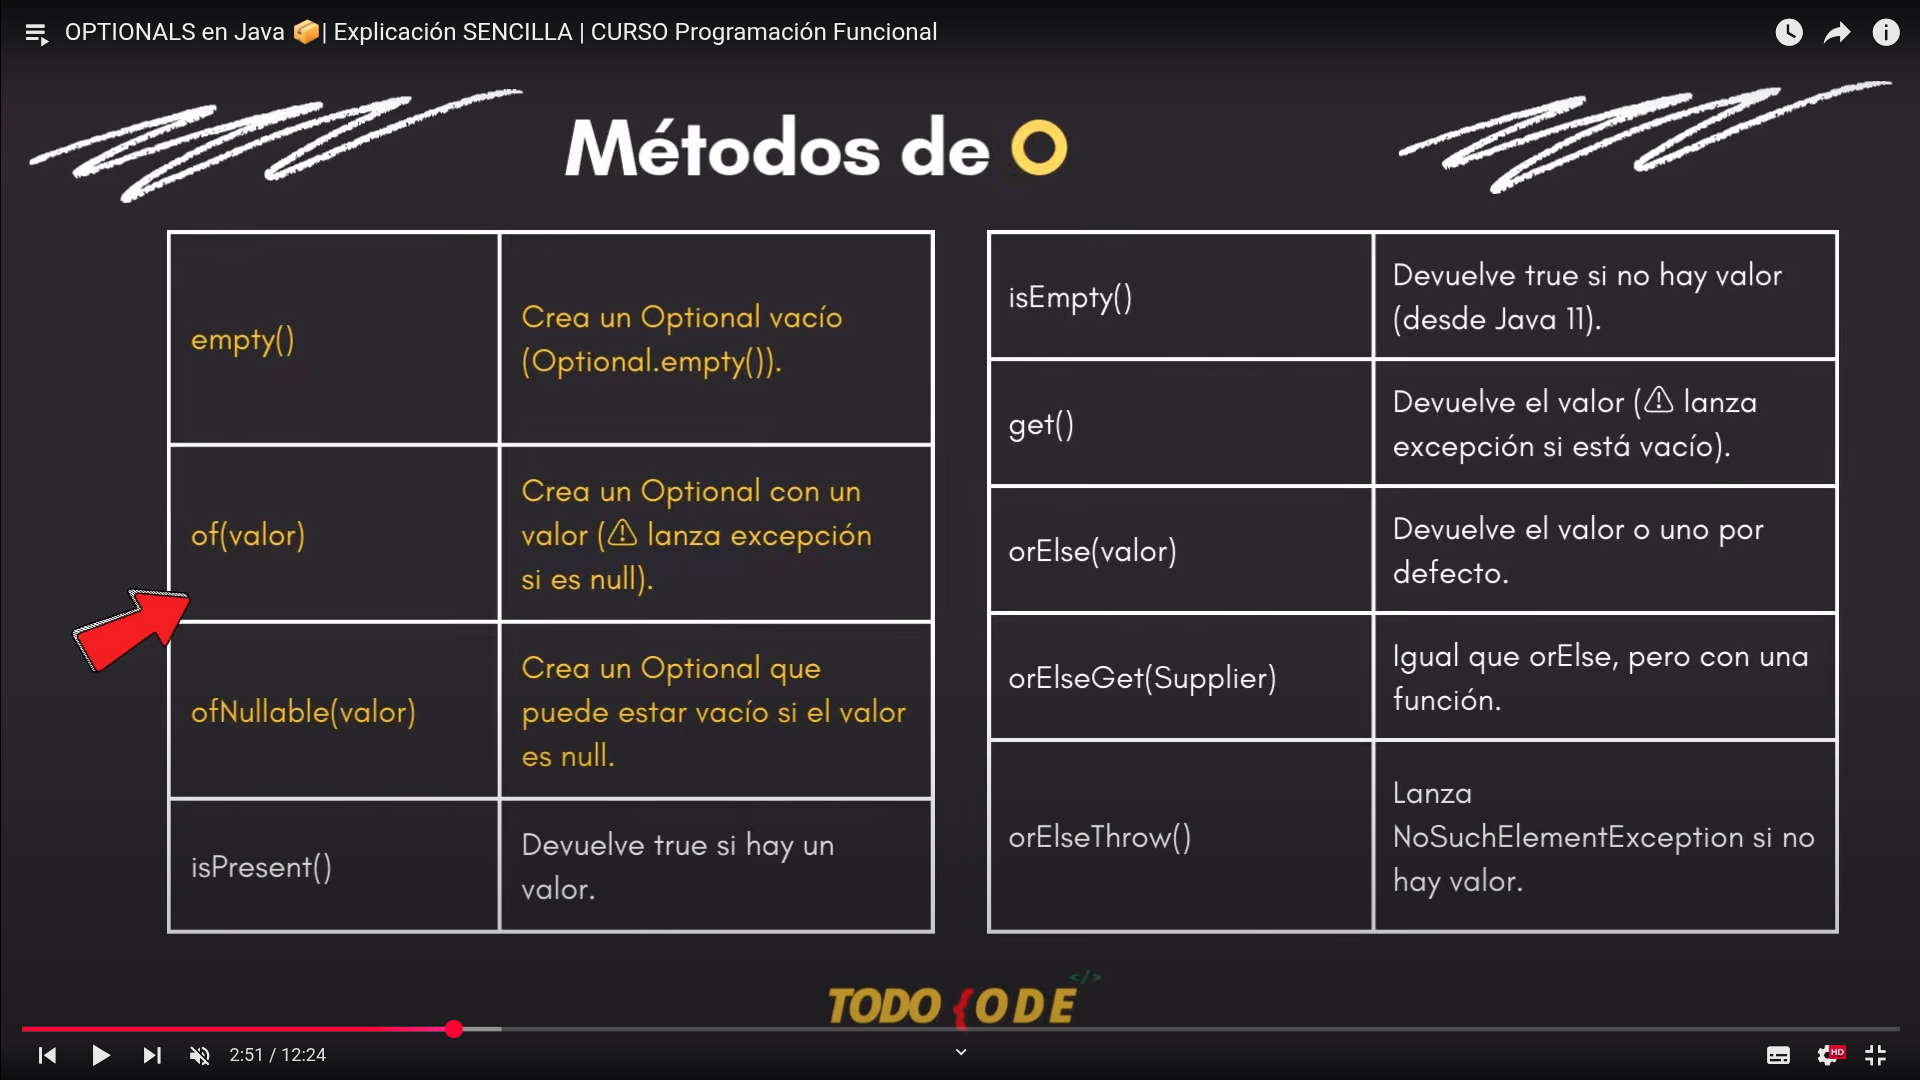 OPTIONALS en Java 📦| Explicación SENCILLA | CURSO Programación Funcional
Métodos de O
empty()
Crea un Optional vacío
(Optional.empty()).
of(valor)
Crea un Optional con un
valor (⚠ lanza excepción
si es null).
ofNullable(valor)
Crea un Optional que
puede estar vacío si el valor
es null.
isPresent()
Devuelve true si hay un
valor.
isEmpty()
Devuelve true si no hay valor
(desde Java 11).
get()
Devuelve el valor (⚠ lanza
excepción si está vacío).
orElse(valor)
Devuelve el valor o uno por
defecto.
orElseGet(Supplier)
Igual que orElse, pero con una
función.
orElseThrow()
Lanza
NoSuchElementException si no
hay valor.
</>
TODO {ODE
2:51 / 12:24
HD